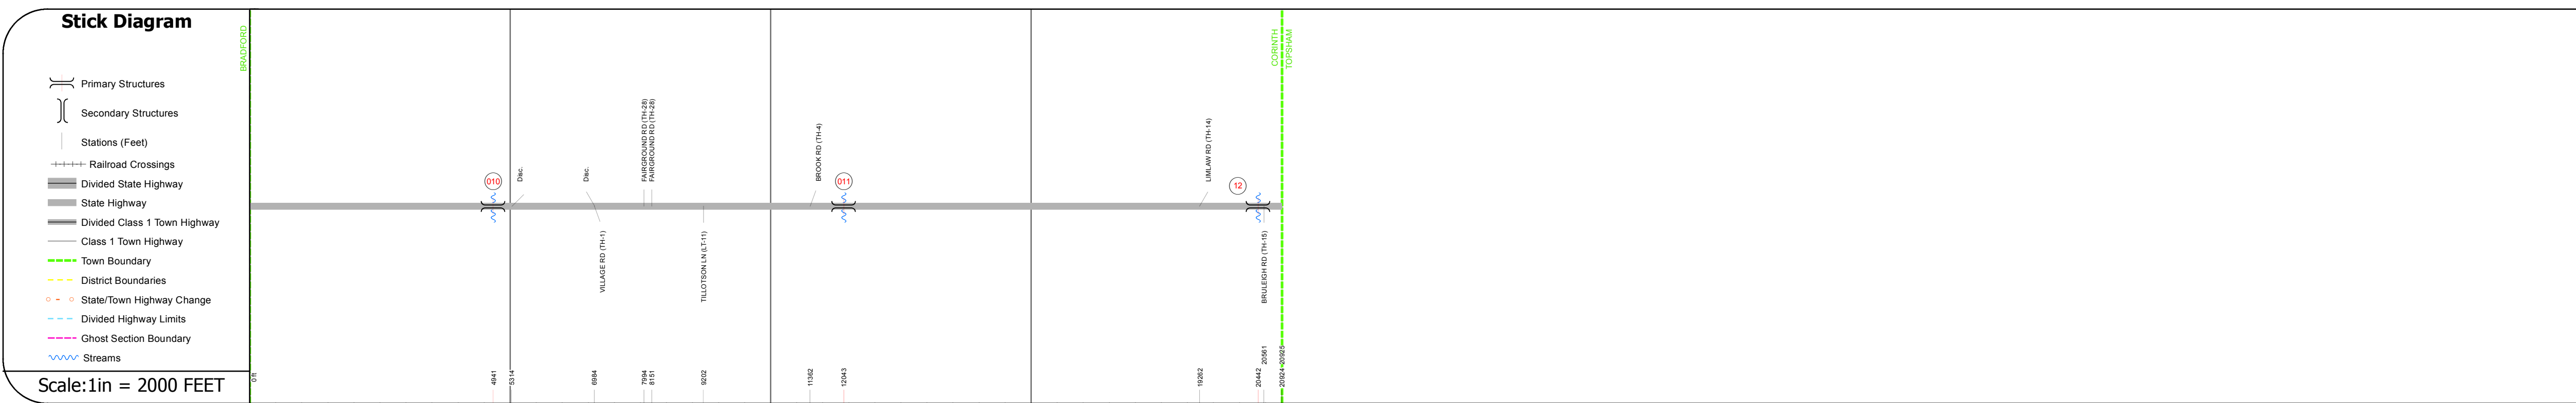 Stick Diagram
Primary Structures
Secondary Structures
Stations (Feet)
Railroad Crossings
Divided State Highway
State Highway
Divided Class 1 Town Highway
Class 1 Town Highway
Town Boundary
District Boundaries
State/Town Highway Change
Divided Highway Limits
Ghost Section Boundary
Streams
Scale:1in = 2000 FEET
BRADFORD
CORINTH
TOPSHAM
010
Disc.
Disc.
FAIRGROUND RD (TH-28)
FAIRGROUND RD (TH-28)
BROOK RD (TH-4)
011
LIMLAW RD (TH-14)
12
VILLAGE RD (TH-1)
TILLOTSON LN (LT-11)
BRULEIGH RD (TH-15)
0 ft
4941
5314
6984
7994
8151
9202
11362
12043
19262
20442
20561
20924
20925